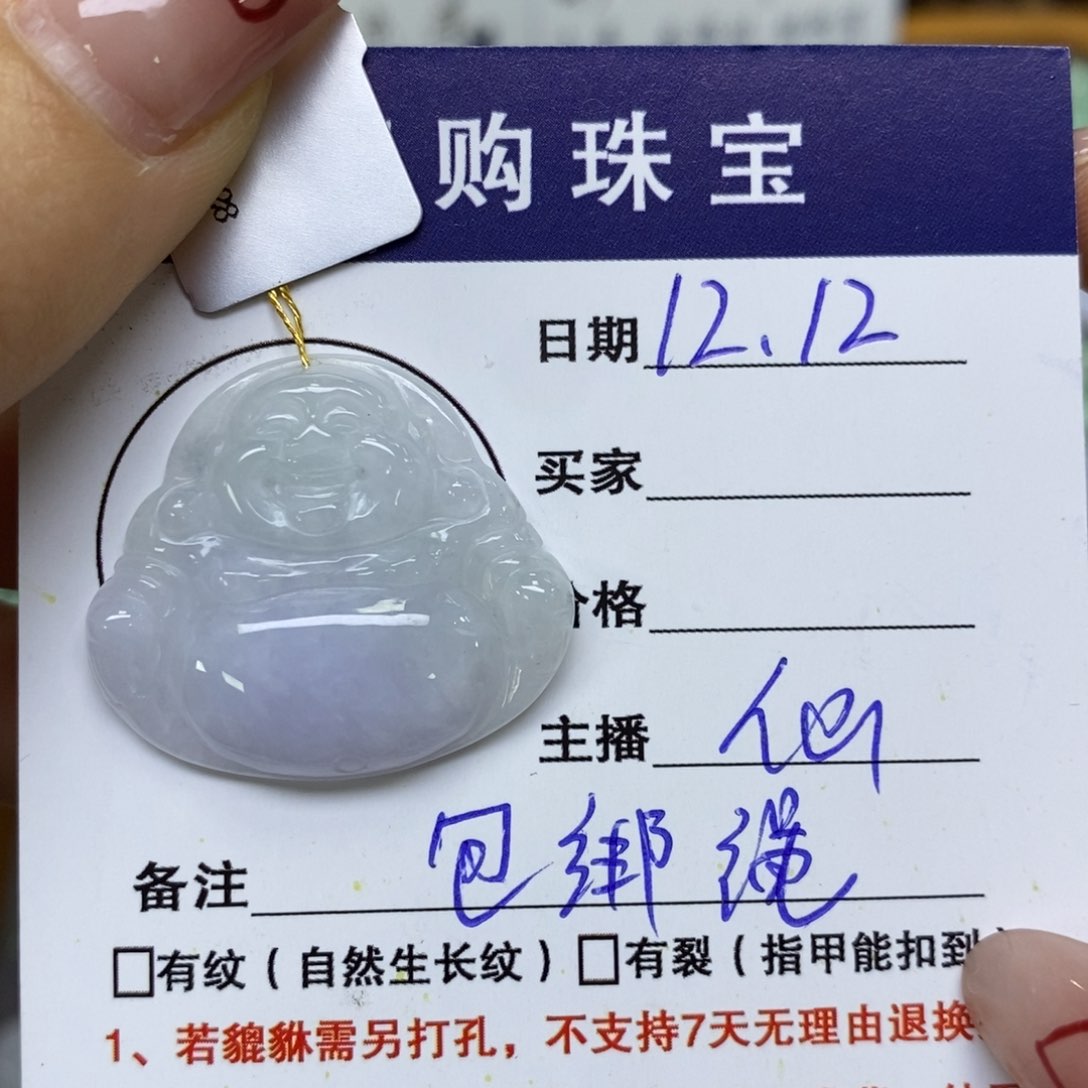 购珠宝
日期 12.12
买家
价格
主播 仙
备注 包绑绳
□有纹（自然生长纹）□有裂（指甲能扣到
1、若貔貅需另打孔，不支持7天无理由退换